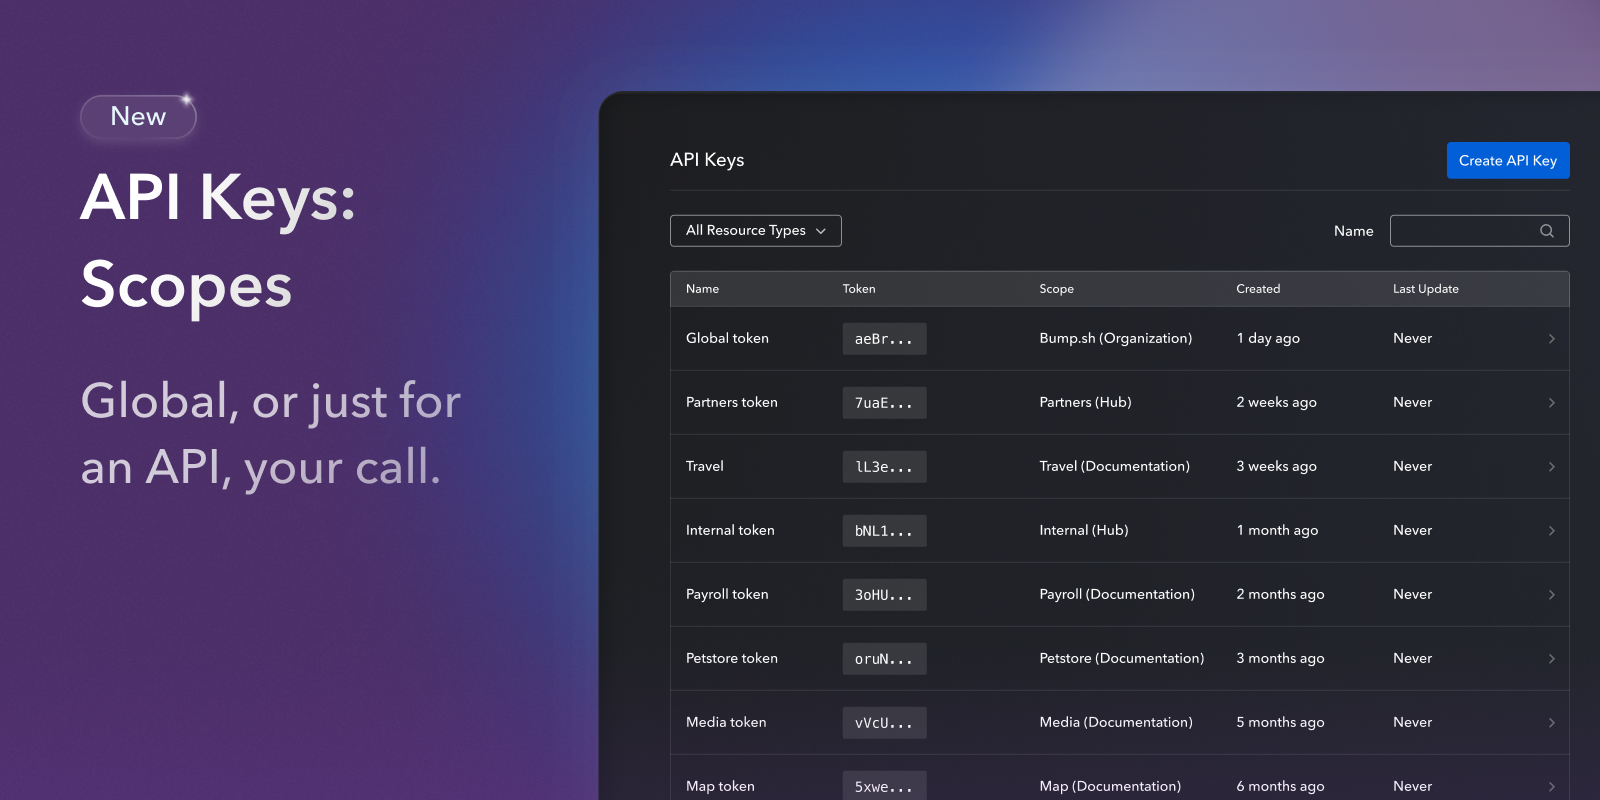 New
API Keys:
Scopes
Global, or just for
an API, your call.
API Keys
Create API Key
All Resource Types
Name
Name Token Scope Created Last Update
Global token aeBr... Bump.sh (Organization) 1 day ago Never
Partners token 7uaE... Partners (Hub) 2 weeks ago Never
Travel lL3e... Travel (Documentation) 3 weeks ago Never
Internal token bNL1... Internal (Hub) 1 month ago Never
Payroll token 3oHU... Payroll (Documentation) 2 months ago Never
Petstore token oruN... Petstore (Documentation) 3 months ago Never
Media token vVcU... Media (Documentation) 5 months ago Never
Map token 5xwe... Map (Documentation) 6 months ago Never